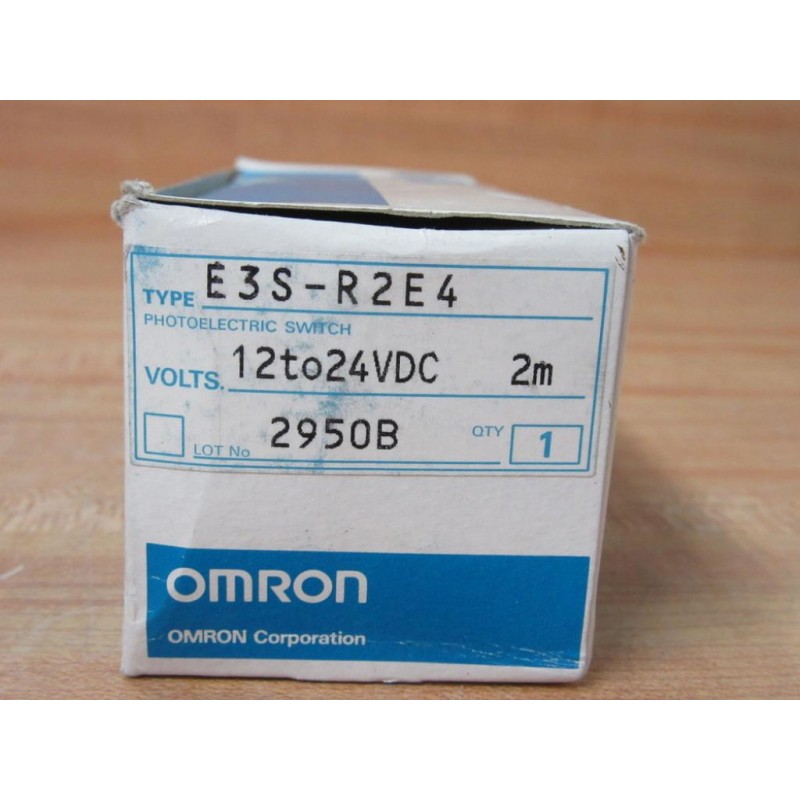 TYPE E3S-R2E4
PHOTOELECTRIC SWITCH
VOLTS. 12to24VDC 2m
LOT No 2950B QTY 1
OMRON
OMRON Corporation